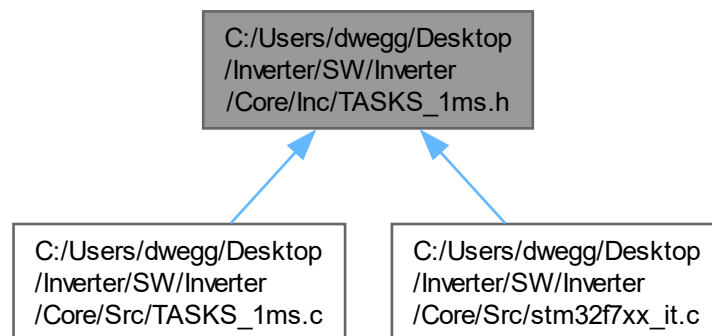 C:/Users/dwegg/Desktop
/Inverter/SW/Inverter
/Core/Inc/TASKS_1ms.h
C:/Users/dwegg/Desktop
/Inverter/SW/Inverter
/Core/Src/TASKS_1ms.c
C:/Users/dwegg/Desktop
/Inverter/SW/Inverter
/Core/Src/stm32f7xx_it.c